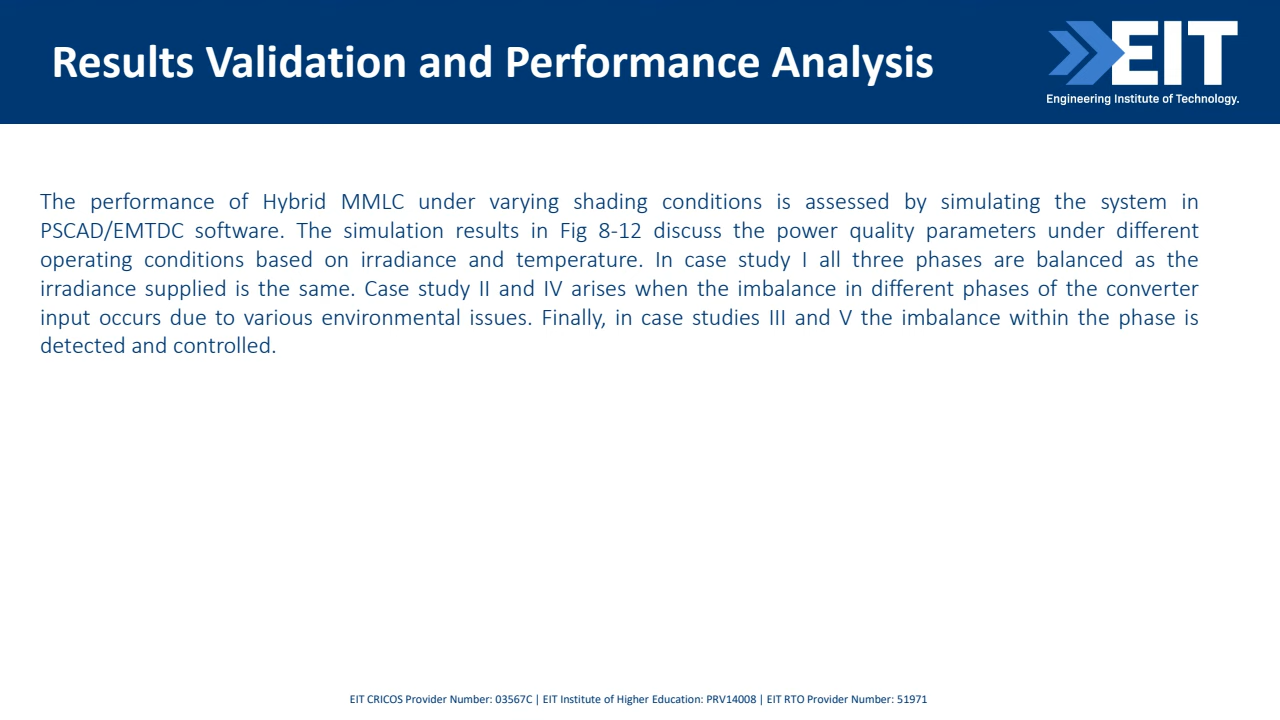 Results Validation and Performance Analysis
EIT
Engineering Institute of Technology.
The performance of Hybrid MMLC under varying shading conditions is assessed by simulating the system in
PSCAD/EMTDC software. The simulation results in Fig 8-12 discuss the power quality parameters under different
operating conditions based on irradiance and temperature. In case study I all three phases are balanced as the
irradiance supplied is the same. Case study II and IV arises when the imbalance in different phases of the converter
input occurs due to various environmental issues. Finally, in case studies III and V the imbalance within the phase is
detected and controlled.
EIT CRICOS Provider Number: 03567C | EIT Institute of Higher Education: PRV14008 | EIT RTO Provider Number: 51971